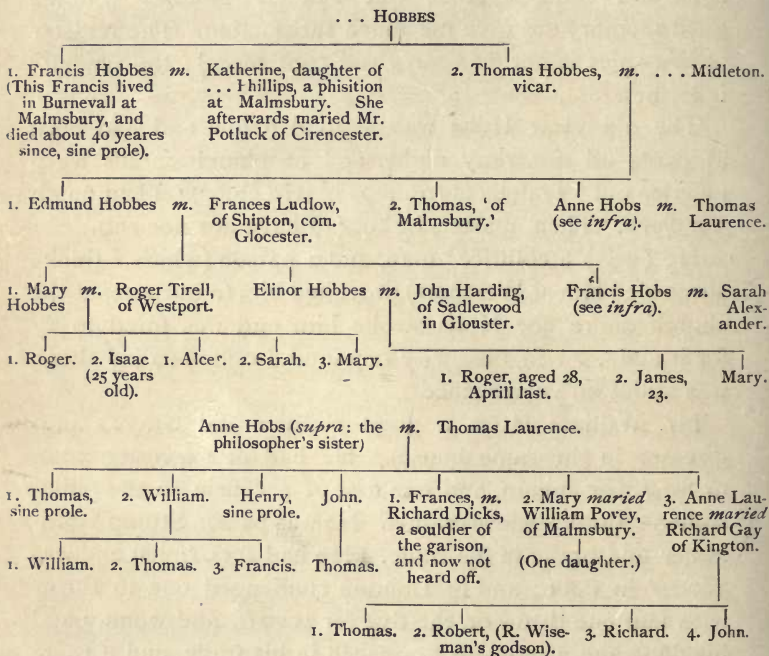 . . . HOBBES
1. Francis Hobbes m. Katherine, daughter of 2. Thomas Hobbes, m. . . . Midleton.
(This Francis lived . . . Phillips, a phisition vicar.
in Burnevall at at Malmsbury. She
Malmsbury, and afterwards maried Mr.
died about 40 yeares Potluck of Cirencester.
since, sine prole).
1. Edmund Hobbes m. Frances Ludlow, 2. Thomas, ‘of Anne Hobs m. Thomas
of Shipton, com. Malmsbury.’ (see infra). Laurence.
Glocester.
1. Mary m. Roger Tirell, Elinor Hobbes m. John Harding, Francis Hobs m. Sarah
Hobbes of Westport. of Sadlewood (see infra). Alex-
in Glouster. ander.
1. Roger. 2. Isaac 1. Alce. 2. Sarah. 3. Mary.
(25 years
old).
1. Roger, aged 28, 2. James, Mary.
Aprill last. 23.
Anne Hobs (supra: the m. Thomas Laurence.
philosopher's sister)
1. Thomas, 2. William. Henry, John. 1. Frances, m. 2. Mary maried 3. Anne Lau-
sine prole. sine prole. Richard Dicks, William Povey, rence maried
a souldier of of Malmsbury. Richard Gay
the garison, of Kington.
and now not (One daughter.)
heard off.
1. William. 2. Thomas. 3. Francis. Thomas.
1. Thomas. 2. Robert, (R. Wise- 3. Richard. 4. John.
man's godson).